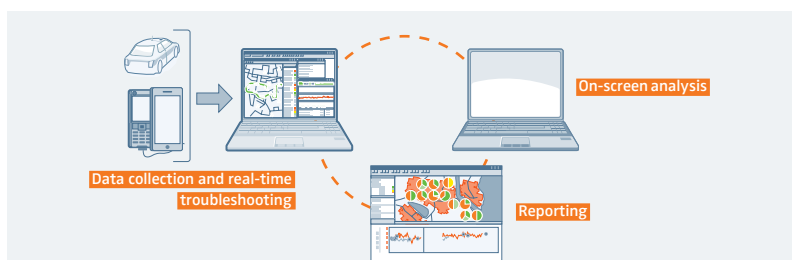 On-screen analysis
Data collection and real-time
troubleshooting
Reporting